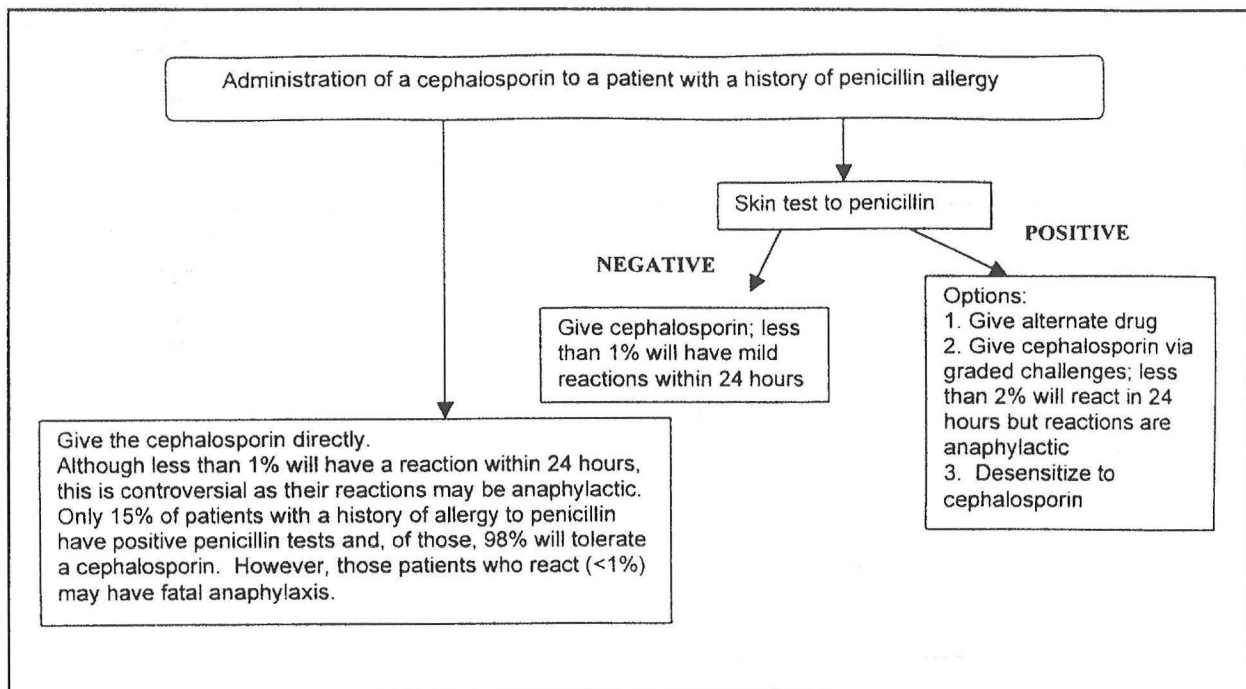 Administration of a cephalosporin to a patient with a history of penicillin allergy
Skin test to penicillin
NEGATIVE
POSITIVE
Give cephalosporin; less
than 1% will have mild
reactions within 24 hours
Options:
1. Give alternate drug
2. Give cephalosporin via
graded challenges; less
than 2% will react in 24
hours but reactions are
anaphylactic
3. Desensitize to
cephalosporin
Give the cephalosporin directly.
Although less than 1% will have a reaction within 24 hours,
this is controversial as their reactions may be anaphylactic.
Only 15% of patients with a history of allergy to penicillin
have positive penicillin tests and, of those, 98% will tolerate
a cephalosporin. However, those patients who react (<1%)
may have fatal anaphylaxis.